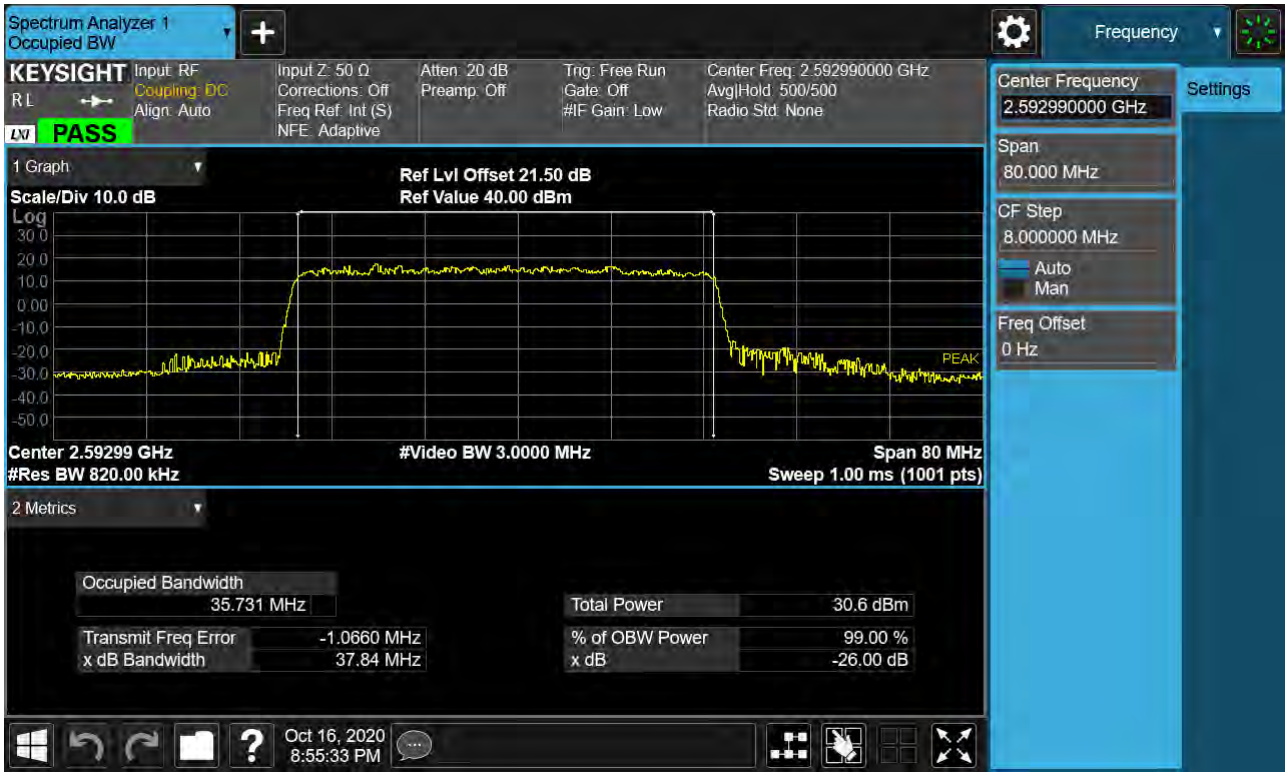 Spectrum Analyzer 1
Occupied BW
Frequency
KEYSIGHT
RL
LXI
PASS
Input: RF
Coupling: DC
Align: Auto
Input Z: 50 Ω
Corrections: Off
Freq Ref: Int (S)
NFE: Adaptive
Atten: 20 dB
Preamp: Off
Trig: Free Run
Gate: Off
#IF Gain: Low
Center Freq: 2.592990000 GHz
Avg|Hold: 500/500
Radio Std: None
Center Frequency
2.592990000 GHz
Settings
Span
80.000 MHz
CF Step
8.000000 MHz
Auto
Man
Freq Offset
0 Hz
1 Graph
Scale/Div 10.0 dB
Ref Lvl Offset 21.50 dB
Ref Value 40.00 dBm
Log
30.0
20.0
10.0
0.00
-10.0
-20.0
-30.0
-40.0
-50.0
PEAK
Center 2.59299 GHz
#Res BW 820.00 kHz
#Video BW 3.0000 MHz
Span 80 MHz
Sweep 1.00 ms (1001 pts)
2 Metrics
Occupied Bandwidth
35.731 MHz
Transmit Freq Error -1.0660 MHz
x dB Bandwidth 37.84 MHz
Total Power 30.6 dBm
% of OBW Power 99.00 %
x dB -26.00 dB
Oct 16, 2020
8:55:33 PM